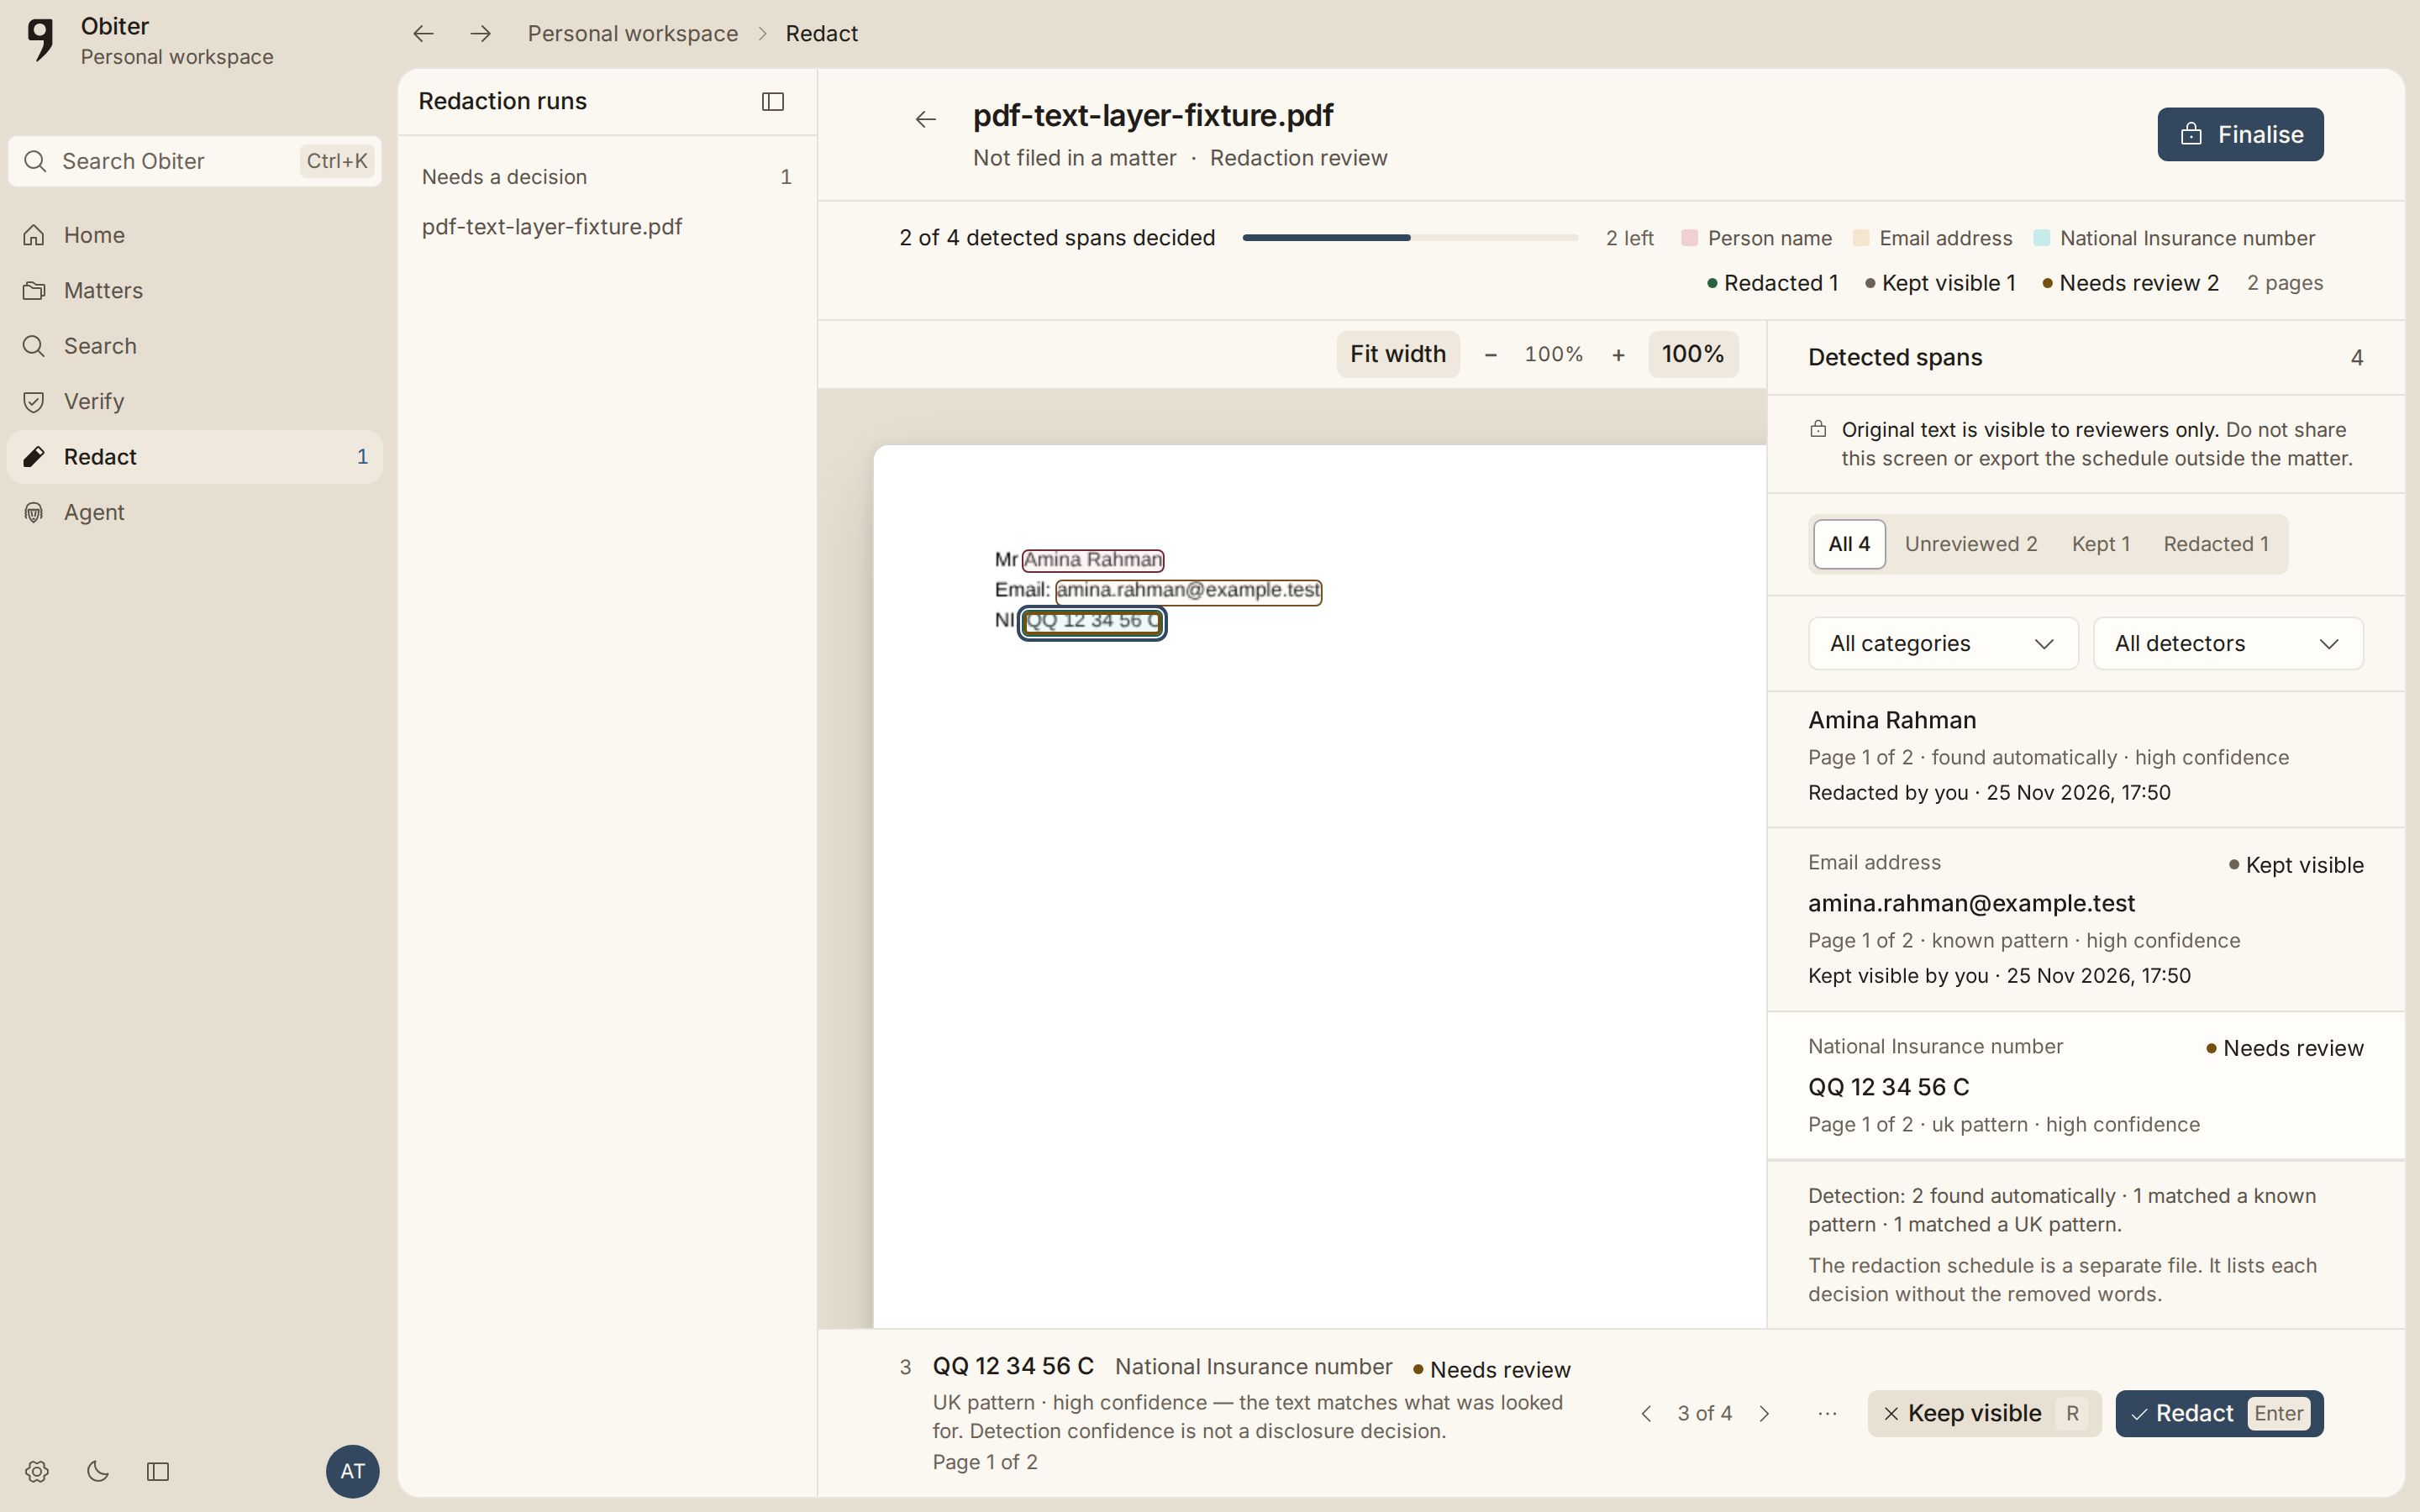 Obiter
Personal workspace
Search Obiter Ctrl+K
Home
Matters
Search
Verify
Redact 1
Agent
AT
Personal workspace > Redact
Redaction runs
Needs a decision 1
pdf-text-layer-fixture.pdf
pdf-text-layer-fixture.pdf
Not filed in a matter · Redaction review
Finalise
2 of 4 detected spans decided
2 left
Person name
Email address
National Insurance number
Redacted 1
Kept visible 1
Needs review 2
2 pages
Fit width − 100% + 100%
Mr Amina Rahman
Email: amina.rahman@example.test
NI QQ 12 34 56 C
Detected spans 4
Original text is visible to reviewers only. Do not share
this screen or export the schedule outside the matter.
All 4 Unreviewed 2 Kept 1 Redacted 1
All categories
All detectors
Amina Rahman
Page 1 of 2 · found automatically · high confidence
Redacted by you · 25 Nov 2026, 17:50
Email address Kept visible
amina.rahman@example.test
Page 1 of 2 · known pattern · high confidence
Kept visible by you · 25 Nov 2026, 17:50
National Insurance number Needs review
QQ 12 34 56 C
Page 1 of 2 · uk pattern · high confidence
Detection: 2 found automatically · 1 matched a known
pattern · 1 matched a UK pattern.
The redaction schedule is a separate file. It lists each
decision without the removed words.
3 QQ 12 34 56 C National Insurance number Needs review
UK pattern · high confidence — the text matches what was looked
for. Detection confidence is not a disclosure decision.
Page 1 of 2
3 of 4
Keep visible R
Redact Enter